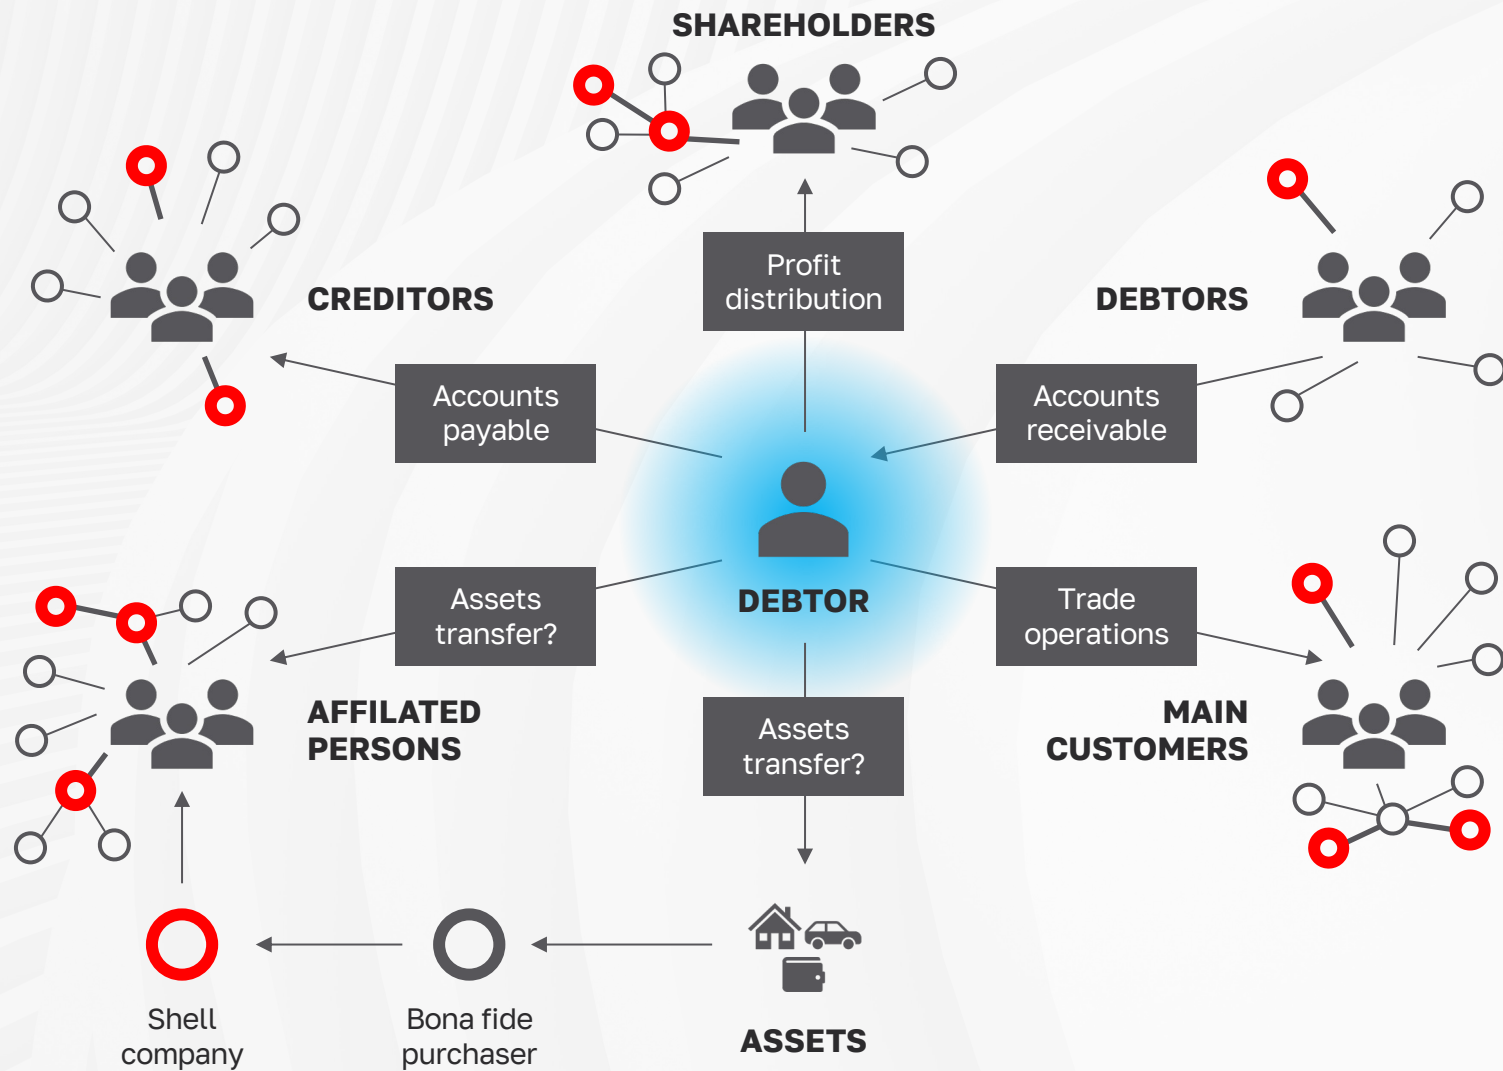 SHAREHOLDERS
Profit
distribution
CREDITORS
DEBTORS
Accounts
payable
Accounts
receivable
DEBTOR
Assets
transfer?
Trade
operations
AFFILATED
PERSONS
Assets
transfer?
MAIN
CUSTOMERS
Shell
company
Bona fide
purchaser
ASSETS